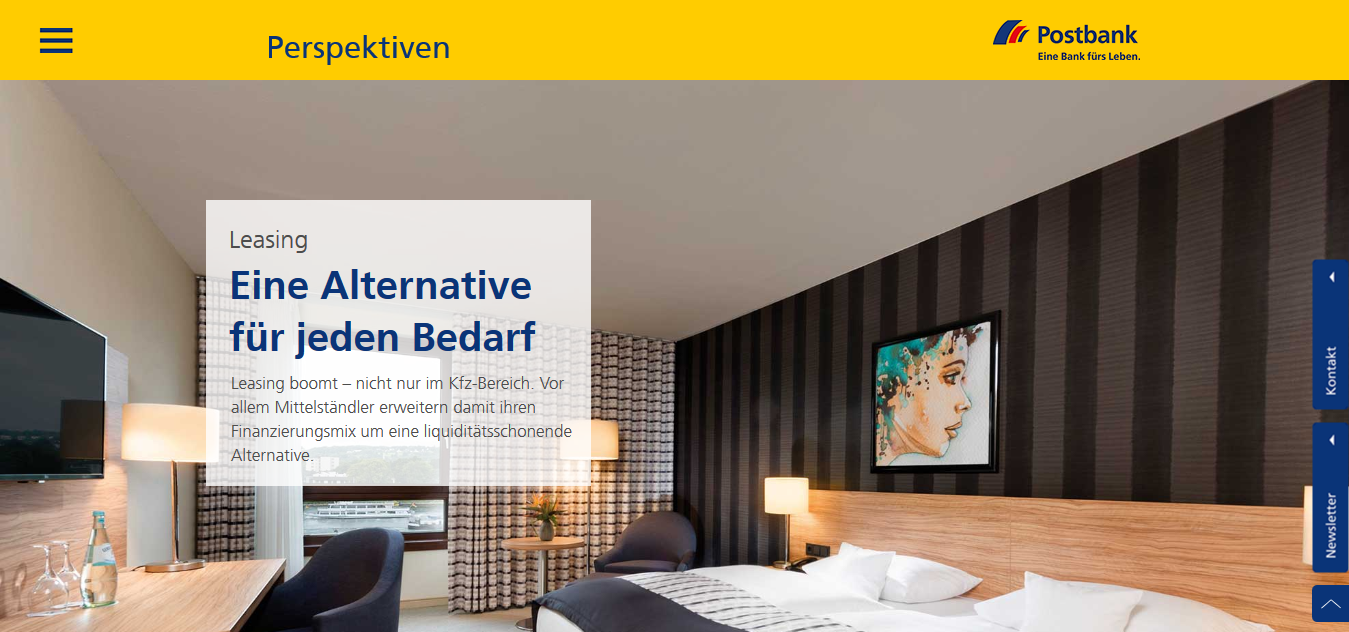 Perspektiven
Postbank
Eine Bank fürs Leben.
Leasing
Eine Alternative
für jeden Bedarf
Leasing boomt – nicht nur im Kfz-Bereich. Vor
allem Mittelständler erweitern damit ihren
Finanzierungsmix um eine liquiditätsschonende
Alternative.
Kontakt
Newsletter